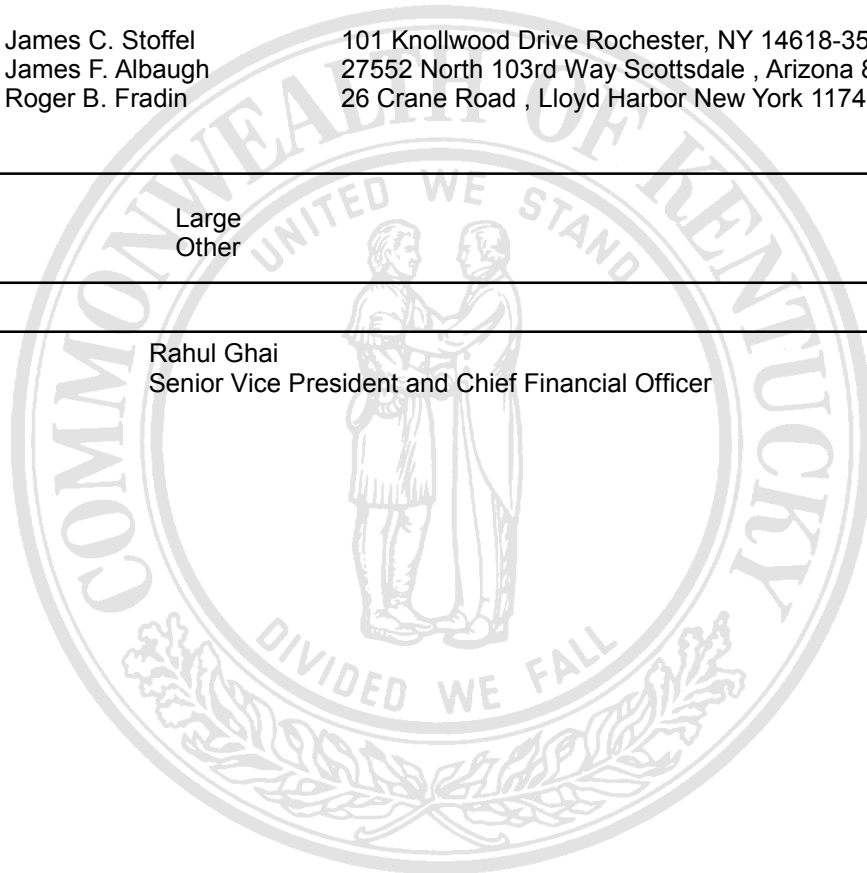 James C. Stoffel 101 Knollwood Drive Rochester, NY 14618-35
James F. Albaugh 27552 North 103rd Way Scottsdale , Arizona 8
Roger B. Fradin 26 Crane Road , Lloyd Harbor New York 1174
Large
Other
Rahul Ghai
Senior Vice President and Chief Financial Officer
COMMONWEALTH OF KENTUCKY
UNITED WE STAND
DIVIDED WE FALL